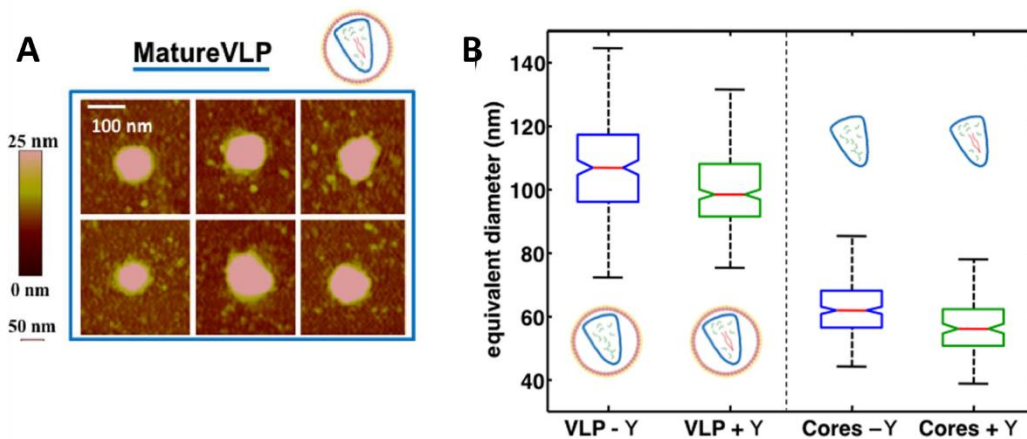 A
MatureVLP
25 nm
100 nm
0 nm
50 nm
B
equivalent diameter (nm)
140
120
100
80
60
40
VLP - Y
VLP + Y
Cores –Y
Cores + Y